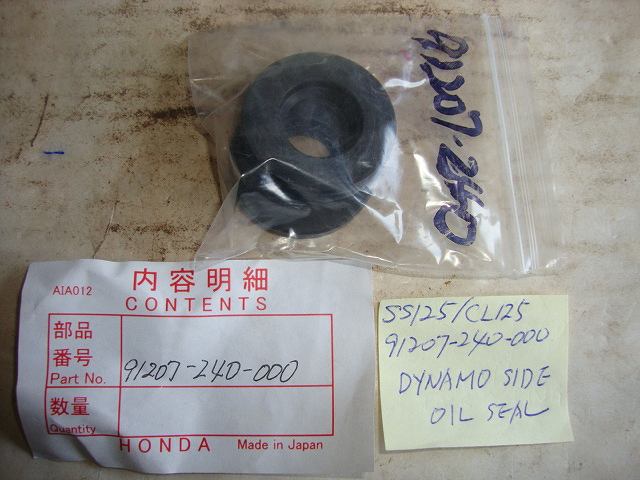 91207-240
AIA012
内容明細
CONTENTS
部品
番号
Part No.
91207-240-000
数量
Quantity
HONDA Made in Japan
SS125/CL125
91207-240-000
DYNAMO SIDE
OIL SEAL